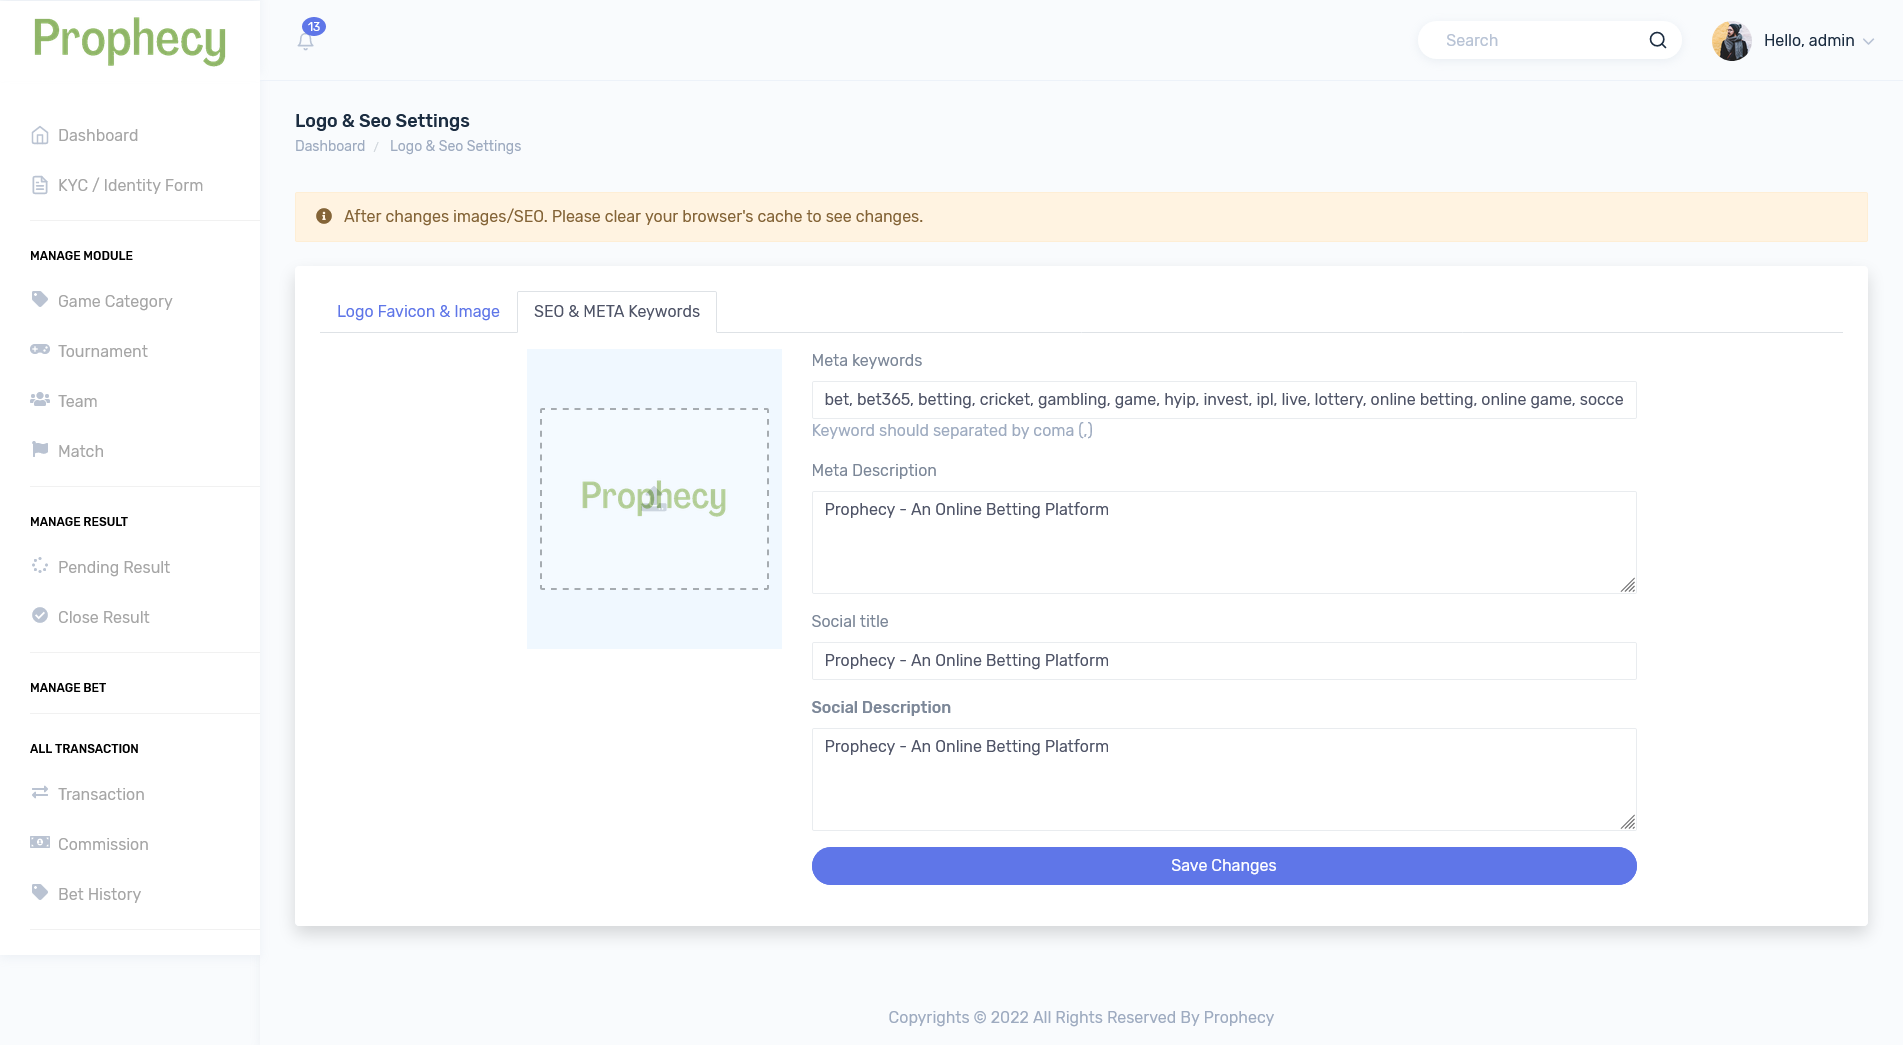 Prophecy
13
Search
Hello, admin
Dashboard
KYC / Identity Form
MANAGE MODULE
Game Category
Tournament
Team
Match
MANAGE RESULT
Pending Result
Close Result
MANAGE BET
ALL TRANSACTION
Transaction
Commission
Bet History
Logo & Seo Settings
Dashboard / Logo & Seo Settings
After changes images/SEO. Please clear your browser's cache to see changes.
Logo Favicon & Image
SEO & META Keywords
Prophecy
Meta keywords
bet, bet365, betting, cricket, gambling, game, hyip, invest, ipl, live, lottery, online betting, online game, socce
Keyword should separated by coma (,)
Meta Description
Prophecy - An Online Betting Platform
Social title
Prophecy - An Online Betting Platform
Social Description
Prophecy - An Online Betting Platform
Save Changes
Copyrights © 2022 All Rights Reserved By Prophecy